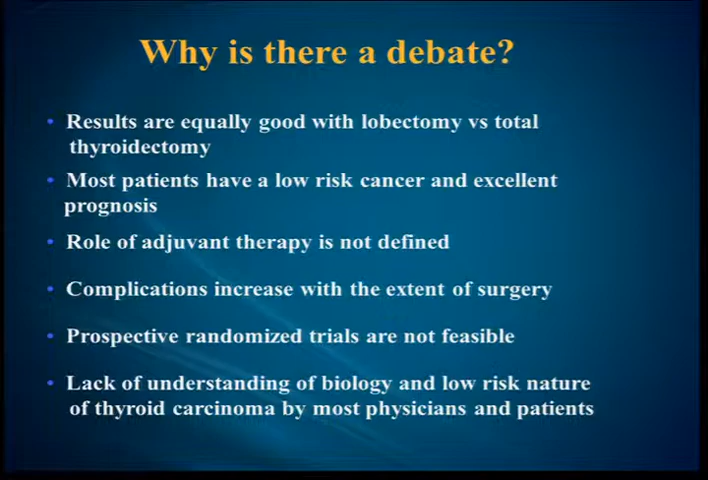 Why is there a debate?
• Results are equally good with lobectomy vs total
thyroidectomy
• Most patients have a low risk cancer and excellent
prognosis
• Role of adjuvant therapy is not defined
• Complications increase with the extent of surgery
• Prospective randomized trials are not feasible
• Lack of understanding of biology and low risk nature
of thyroid carcinoma by most physicians and patients